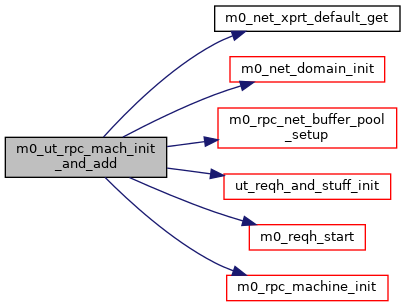 m0_ut_rpc_mach_init
_and_add
m0_net_xprt_default_get
m0_net_domain_init
m0_rpc_net_buffer_pool
_setup
ut_reqh_and_stuff_init
m0_reqh_start
m0_rpc_machine_init